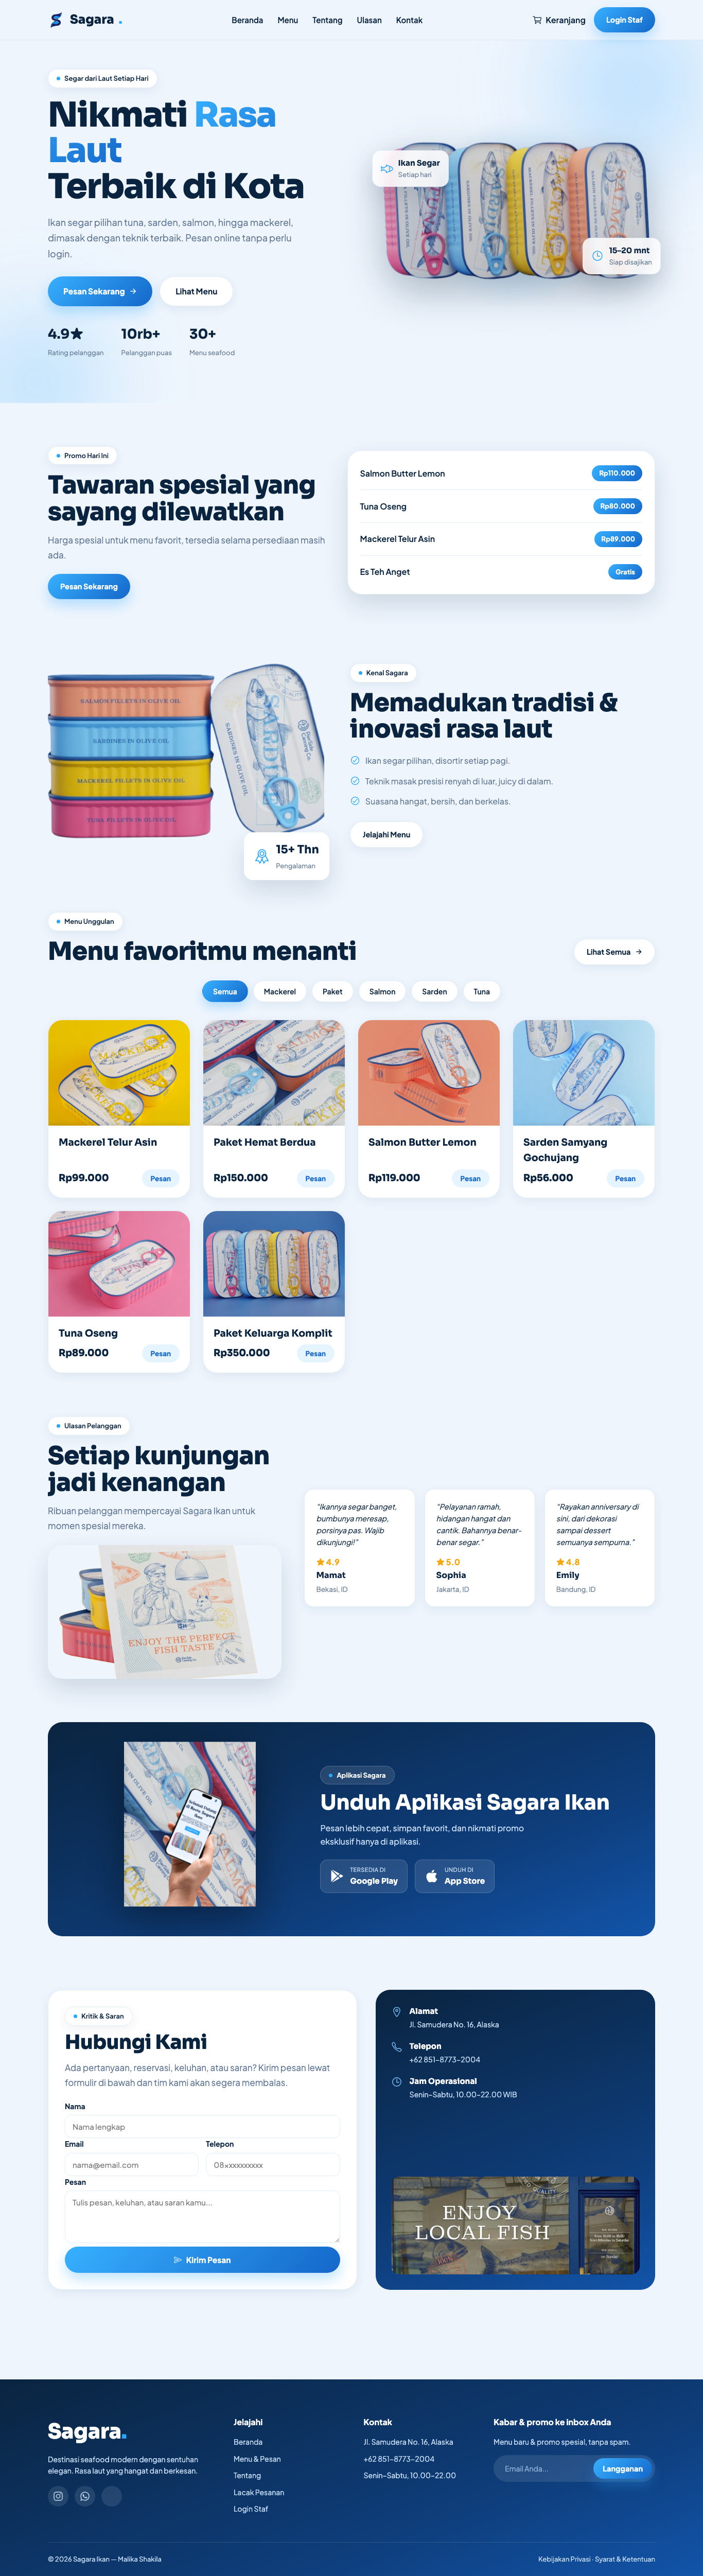 Sagara .
Beranda
Menu
Tentang
Ulasan
Kontak
Keranjang
Login Staf
Segar dari Laut Setiap Hari
Nikmati Rasa
Laut
Terbaik di Kota
Ikan segar pilihan tuna, sarden, salmon, hingga mackerel,
dimasak dengan teknik terbaik. Pesan online tanpa perlu
login.
Pesan Sekarang
Lihat Menu
4.9★
Rating pelanggan
10rb+
Pelanggan puas
30+
Menu seafood
Ikan Segar
Setiap hari
15–20 mnt
Siap disajikan
Promo Hari Ini
Tawaran spesial yang
sayang dilewatkan
Harga spesial untuk menu favorit, tersedia selama persediaan masih
ada.
Pesan Sekarang
Salmon Butter Lemon
Rp110.000
Tuna Oseng
Rp80.000
Mackerel Telur Asin
Rp89.000
Es Teh Anget
Gratis
SALMON FILLETS IN OLIVE OIL
SARDINES IN OLIVE OIL
MACKEREL FILLETS IN OLIVE OIL
TUNA FILLETS IN OLIVE OIL
15+ Thn
Pengalaman
Kenal Sagara
Memadukan tradisi &
inovasi rasa laut
Ikan segar pilihan, disortir setiap pagi.
Teknik masak presisi renyah di luar, juicy di dalam.
Suasana hangat, bersih, dan berkelas.
Jelajahi Menu
Menu Unggulan
Menu favoritmu menanti
Lihat Semua
Semua
Mackerel
Paket
Salmon
Sarden
Tuna
Mackerel Telur Asin
Rp99.000
Pesan
Paket Hemat Berdua
Rp150.000
Pesan
Salmon Butter Lemon
Rp119.000
Pesan
Sarden Samyang
Gochujang
Rp56.000
Pesan
Tuna Oseng
Rp89.000
Pesan
Paket Keluarga Komplit
Rp350.000
Pesan
Ulasan Pelanggan
Setiap kunjungan
jadi kenangan
Ribuan pelanggan mempercayai Sagara Ikan untuk
momen spesial mereka.
ENJOY THE PERFECT
FISH TASTE
"Ikannya segar banget,
bumbunya meresap,
porsinya pas. Wajib
dikunjungi!"
★ 4.9
Mamat
Bekasi, ID
"Pelayanan ramah,
hidangan hangat dan
cantik. Bahannya benar-
benar segar."
★ 5.0
Sophia
Jakarta, ID
"Rayakan anniversary di
sini, dari dekorasi
sampai dessert
semuanya sempurna."
★ 4.8
Emily
Bandung, ID
Aplikasi Sagara
Unduh Aplikasi Sagara Ikan
Pesan lebih cepat, simpan favorit, dan nikmati promo
eksklusif hanya di aplikasi.
TERSEDIA DI
Google Play
UNDUH DI
App Store
Kritik & Saran
Hubungi Kami
Ada pertanyaan, reservasi, keluhan, atau saran? Kirim pesan lewat
formulir di bawah dan tim kami akan segera membalas.
Nama
Nama lengkap
Email
nama@email.com
Telepon
08xxxxxxxxxx
Pesan
Tulis pesan, keluhan, atau saran kamu...
Kirim Pesan
Alamat
Jl. Samudera No. 16, Jakarta
Telepon
+62 851-8773-2004
Jam Operasional
Senin–Sabtu, 10.00–22.00 WIB
ENJOY
LOCAL FISH
Sagara.
Destinasi seafood modern dengan sentuhan
elegan. Rasa laut yang hangat dan berkesan.
Jelajahi
Beranda
Menu & Pesan
Tentang
Lacak Pesanan
Login Staf
Kontak
Jl. Samudera No. 16, Jakarta
+62 851-8773-2004
Senin–Sabtu, 10.00–22.00
Kabar & promo ke inbox Anda
Menu baru & promo spesial, tanpa spam.
Email Anda...
Langganan
© 2026 Sagara Ikan — Malika Shakila
Kebijakan Privasi · Syarat & Ketentuan